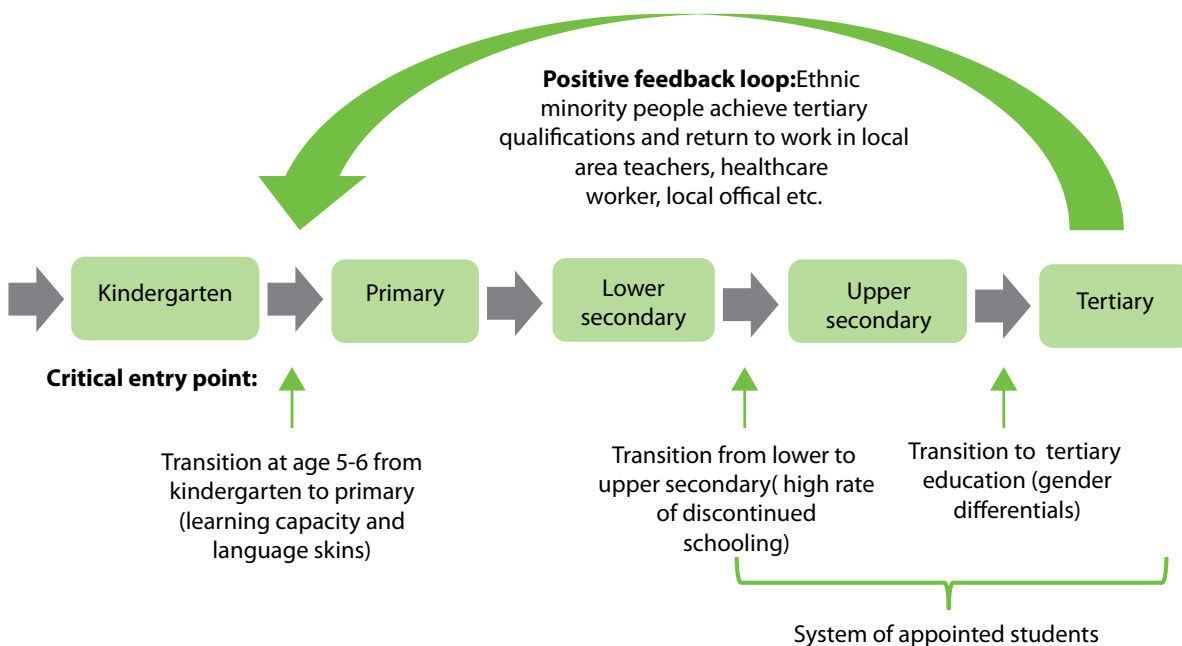 Positive feedback loop:Ethnic
minority people achieve tertiary
qualifications and return to work in local
area teachers, healthcare
worker, local offical etc.
Kindergarten
Primary
Lower
secondary
Upper
secondary
Tertiary
Critical entry point:
Transition at age 5-6 from
kindergarten to primary
(learning capacity and
language skins)
Transition from lower to
upper secondary( high rate
of discontinued
schooling)
Transition to tertiary
education (gender
differentials)
System of appointed students